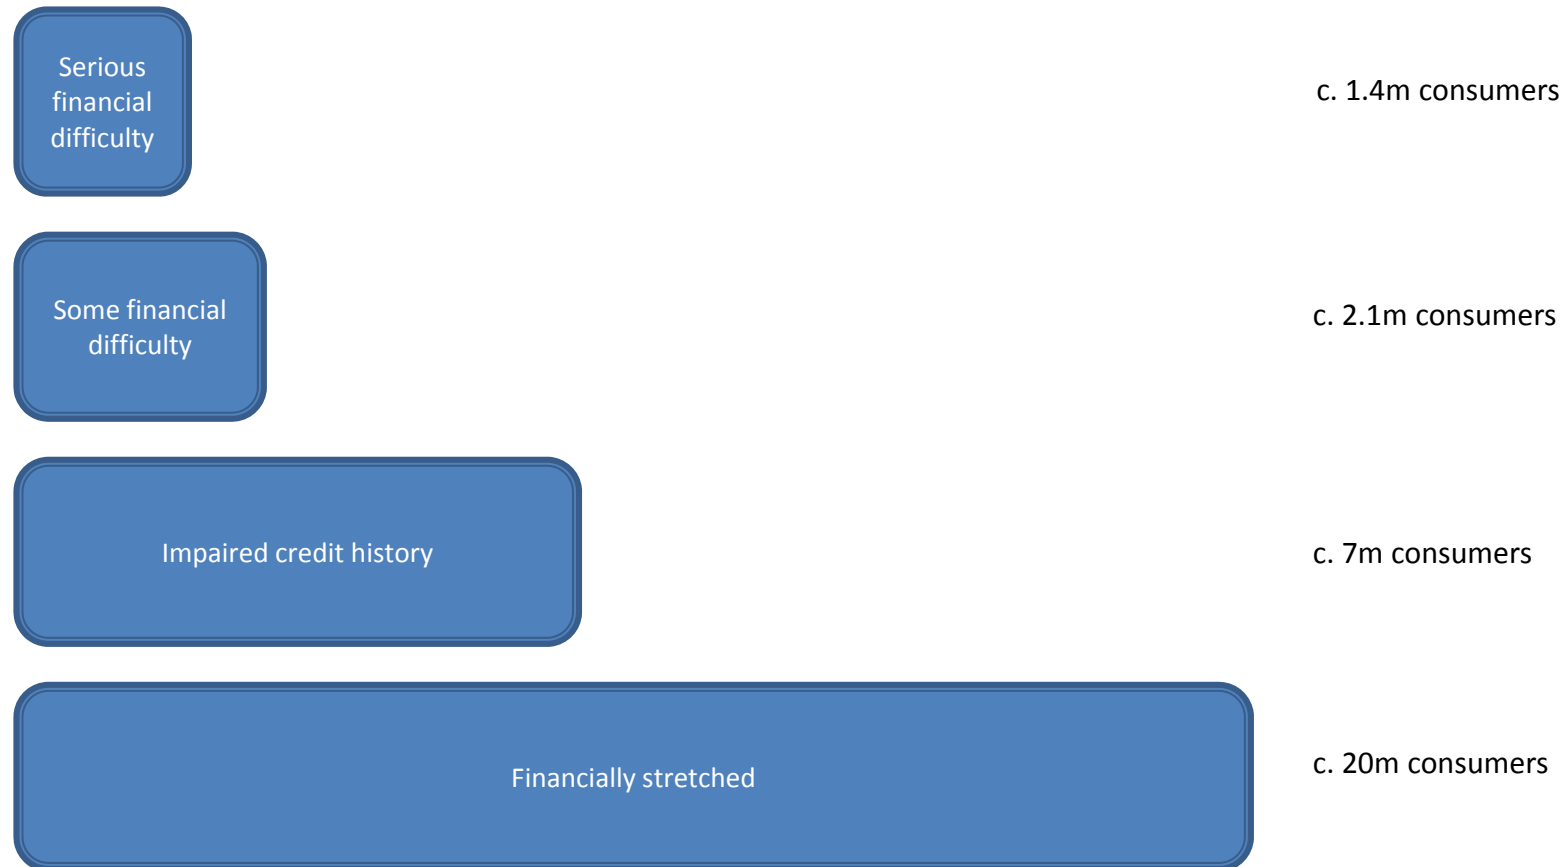 Serious
financial
difficulty
c. 1.4m consumers
Some financial
difficulty
c. 2.1m consumers
Impaired credit history
c. 7m consumers
Financially stretched
c. 20m consumers